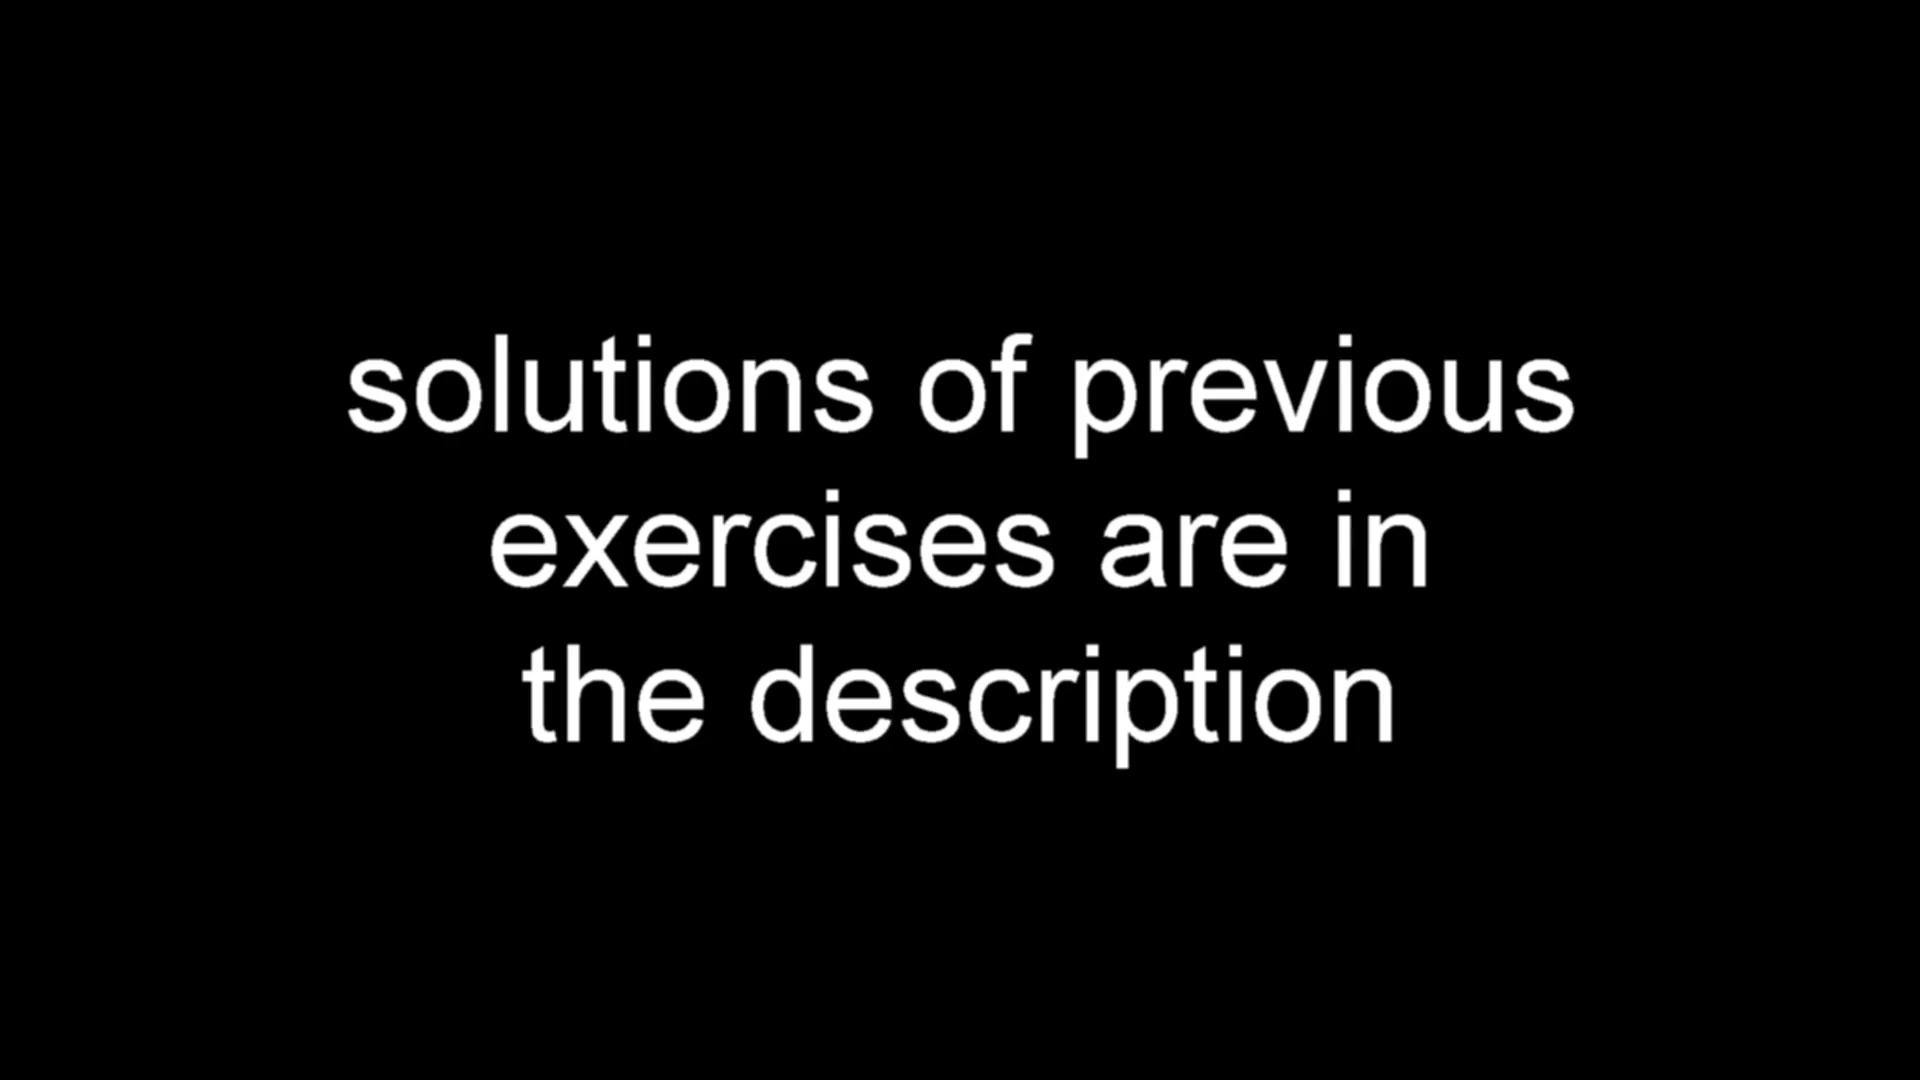 solutions of previous
exercises are in
the description